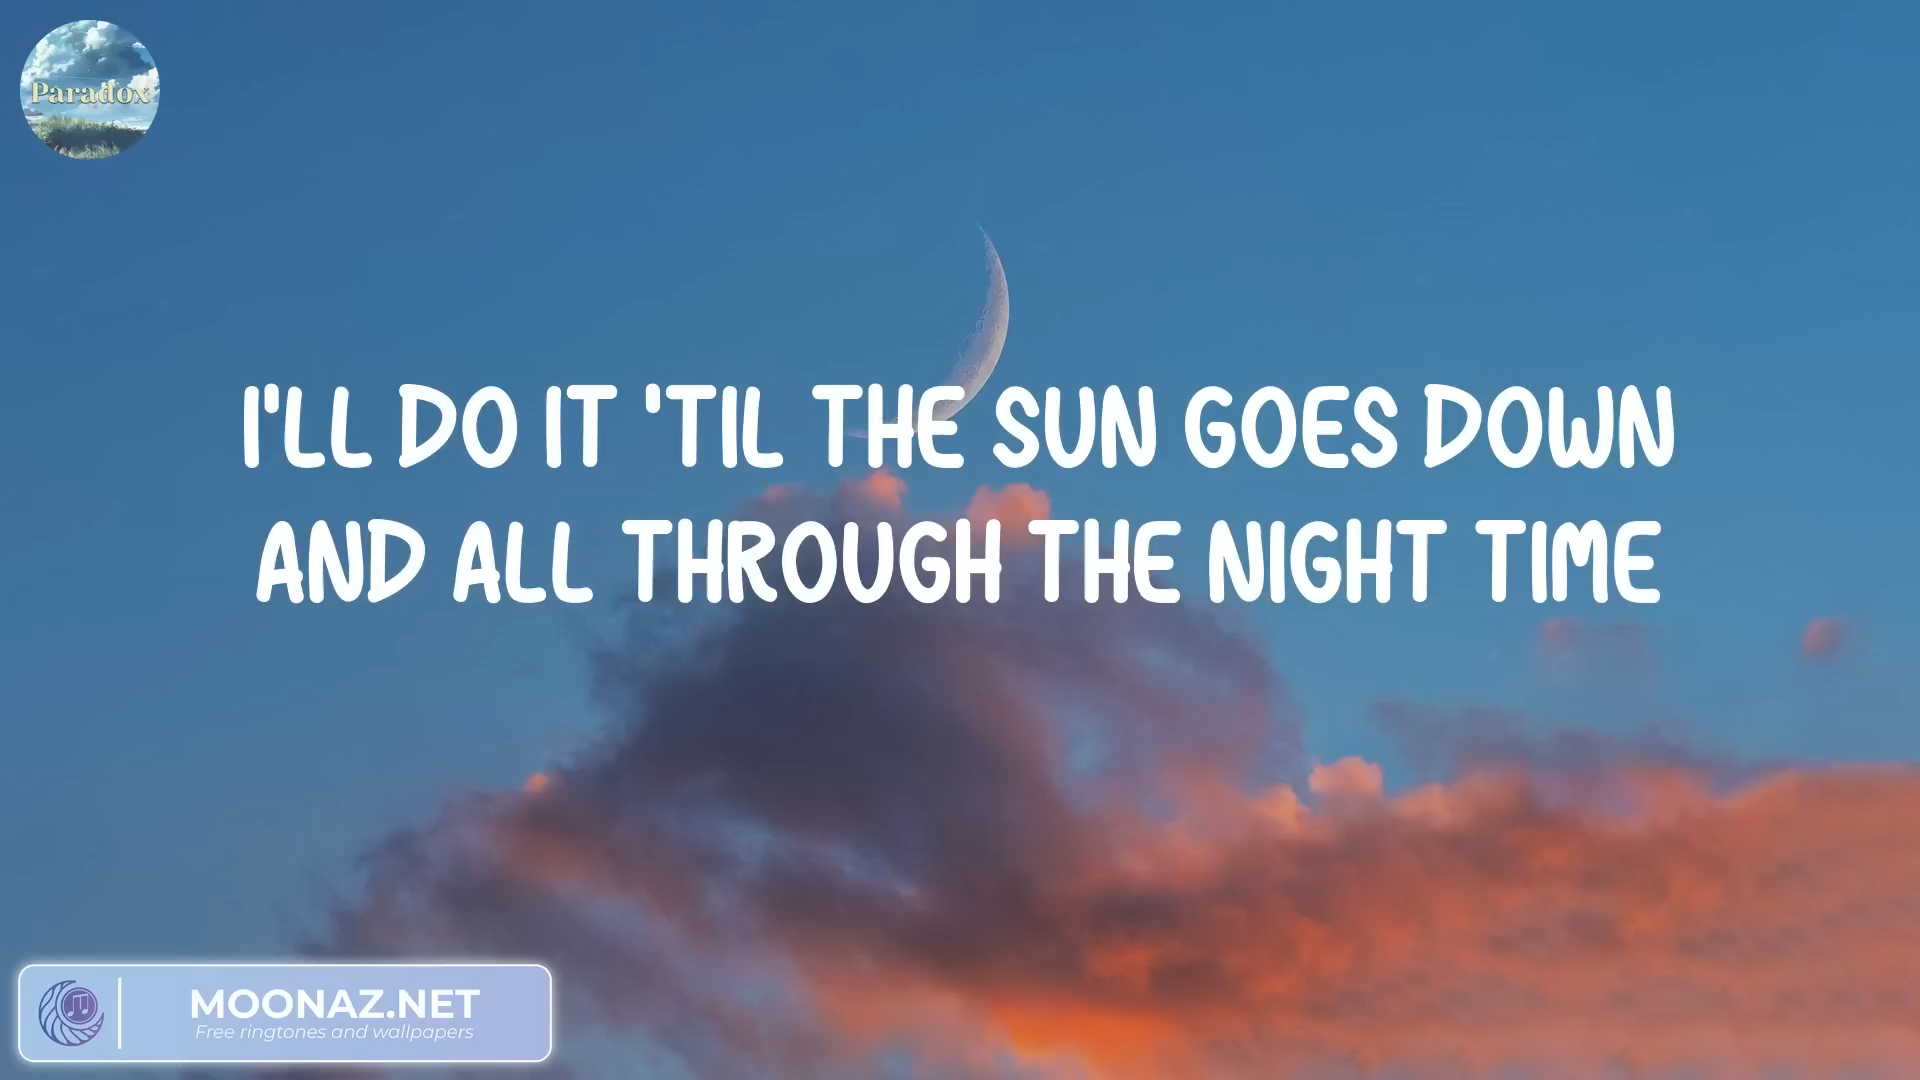 Paradox
I'LL DO IT 'TIL THE SUN GOES DOWN
AND ALL THROUGH THE NIGHT TIME
MOONAZ.NET
Free ringtones and wallpapers